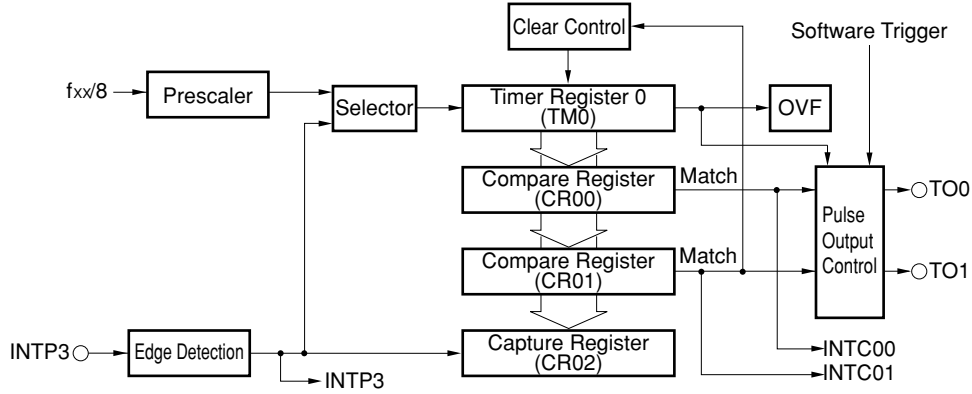 Clear Control
Software Trigger
fxx/8
Prescaler
Selector
Timer Register 0
(TM0)
OVF
Compare Register
(CR00)
Match
Pulse
Output
Control
TO0
Compare Register
(CR01)
Match
TO1
INTP3
Edge Detection
INTP3
Capture Register
(CR02)
INTC00
INTC01